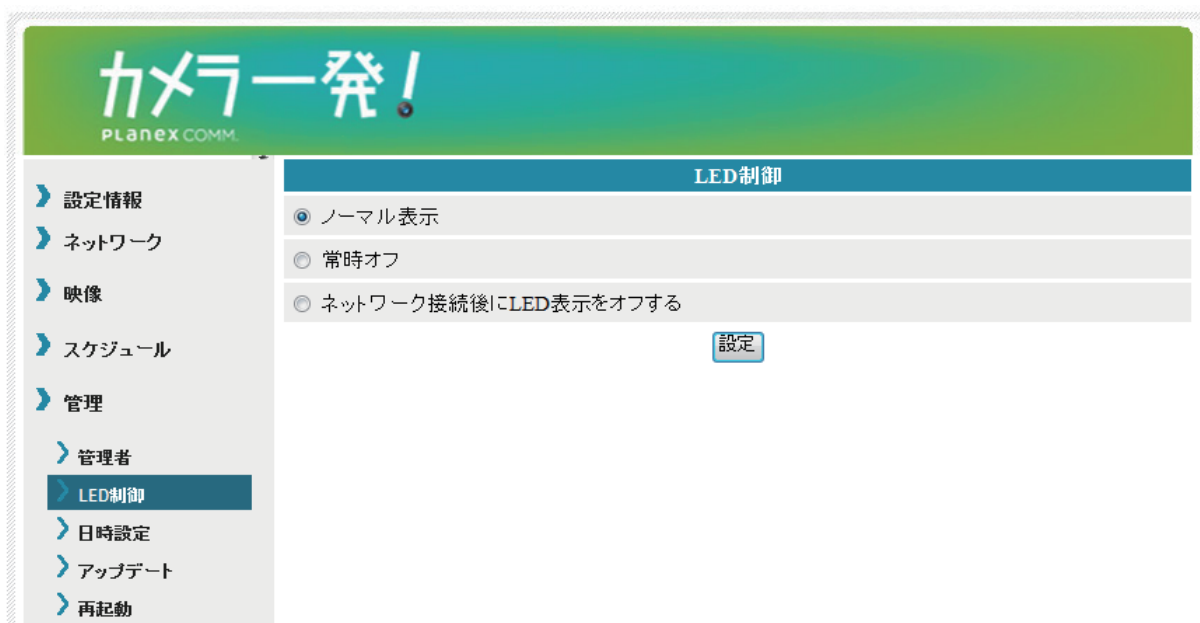 カメラ一発!
PLANEX COMM.
設定情報
ネットワーク
映像
スケジュール
管理
管理者
LED制御
日時設定
アップデート
再起動
LED制御
ノーマル表示
常時オフ
ネットワーク接続後にLED表示をオフする
設定